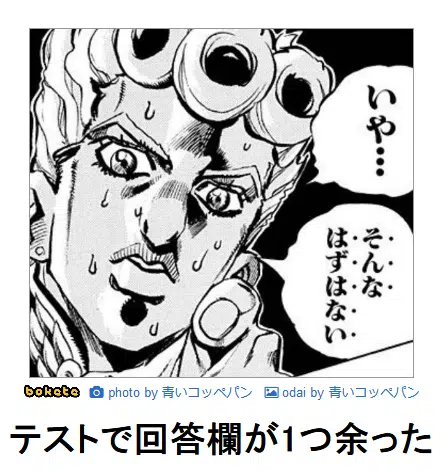 いや…
そんな
はずはない
bokete photo by 青いコッペパン odai by 青いコッペパン
テストで回答欄が1つ余った